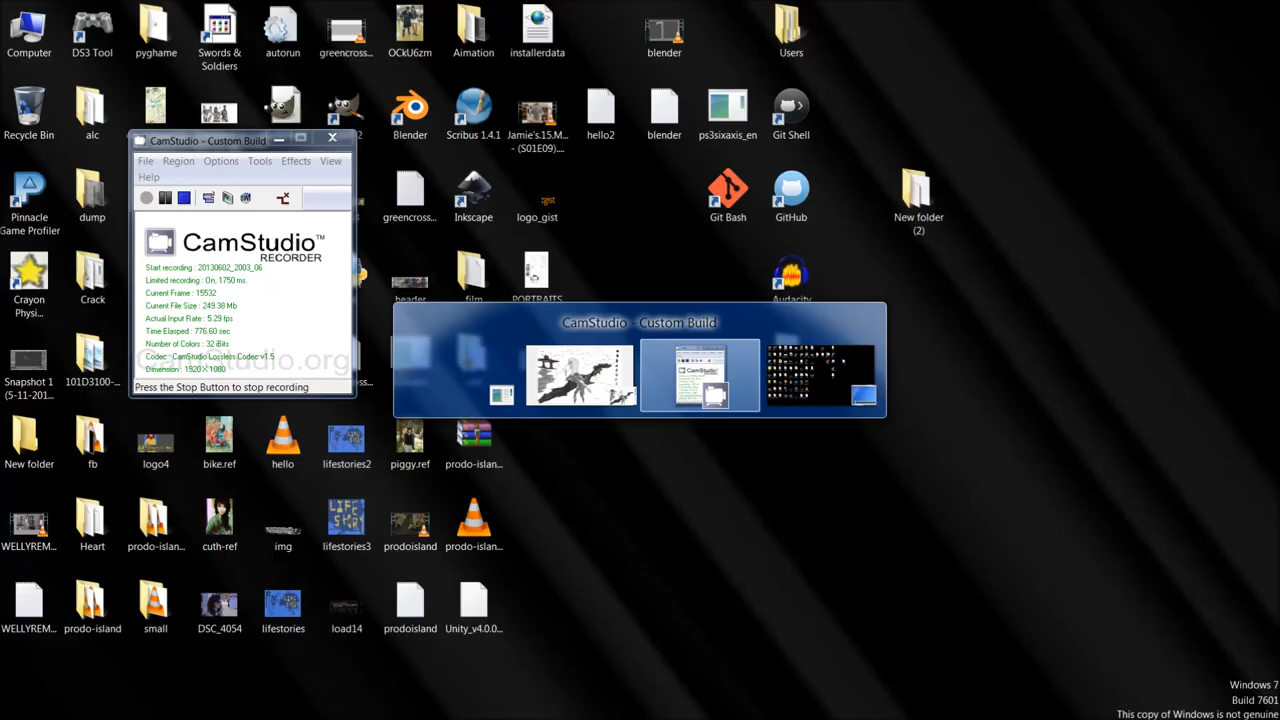 Computer
DS3 Tool
pyghame
Swords &
Soldiers
autorun
greencross...
OCkU6zm
Aimation
installerdata
blender
Users
Recycle Bin
alc
Blender
Scribus 1.4.1
Jamie's.15.M...
- (S01E09)....
hello2
blender
ps3sixaxis_en
Git Shell
CamStudio - Custom Build
File
Region
Options
Tools
Effects
View
Help
Pinnacle
Game Profiler
dump
greencross...
Inkscape
logo_gist
Git Bash
GitHub
New folder
(2)
CamStudio™
RECORDER
Start recording : 20130602_2003_06
Limited recording : On, 1750 ms.
Current Frame : 15532
Current File Size : 249.38 Mb
Actual Input Rate : 5.29 fps
Time Elasped : 776.60 sec
Number of Colors : 32 Bits
Codec : CamStudio Lossless Codec v1.5
Dimension : 1920 X 1080
CamStudio.org
Press the Stop Button to stop recording
Crayon
Physi...
Crack
header
film
PORTRAITS
Audacity
CamStudio - Custom Build
Snapshot 1
(5-11-201...
101D3100-...
New folder
fb
logo4
bike.ref
hello
lifestories2
piggy.ref
prodo-islan...
WELLYREM...
Heart
prodo-islan...
cuth-ref
img
lifestories3
prodoisland
prodo-islan...
WELLYREM...
prodo-island
small
DSC_4054
lifestories
load14
prodoisland
Unity_v4.0.0...
Windows 7
Build 7601
This copy of Windows is not genuine